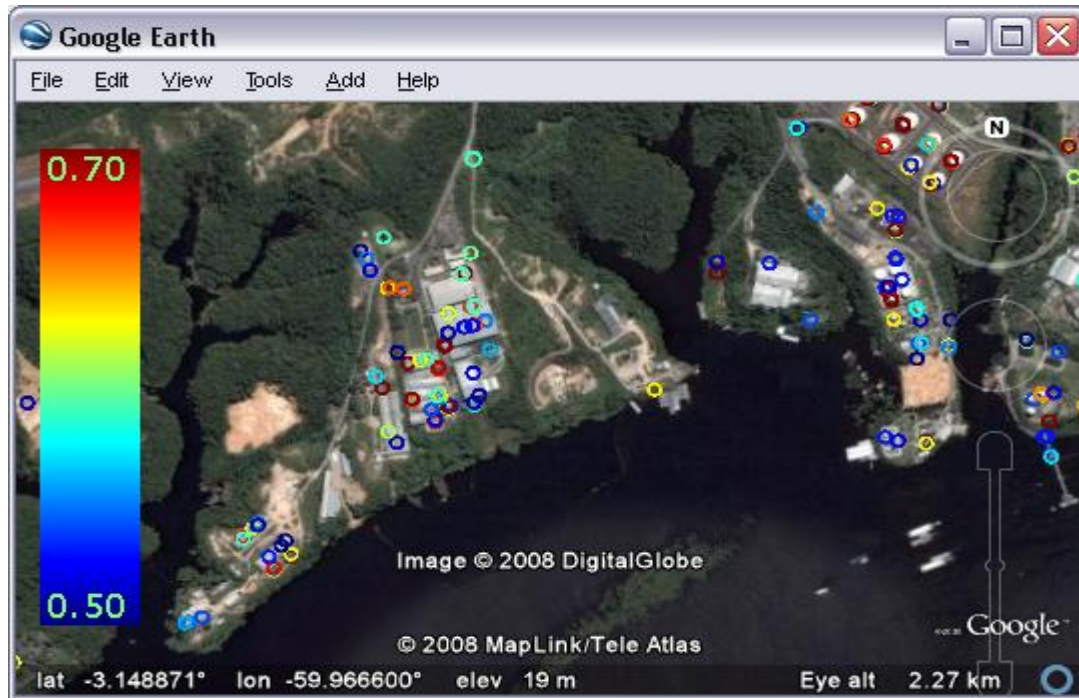 Google Earth
File Edit View Tools Add Help
N
0.70
0.50
Image © 2008 DigitalGlobe
Google™
© 2008 MapLink/Tele Atlas
lat -3.148871° lon -59.966600° elev 19 m Eye alt 2.27 km